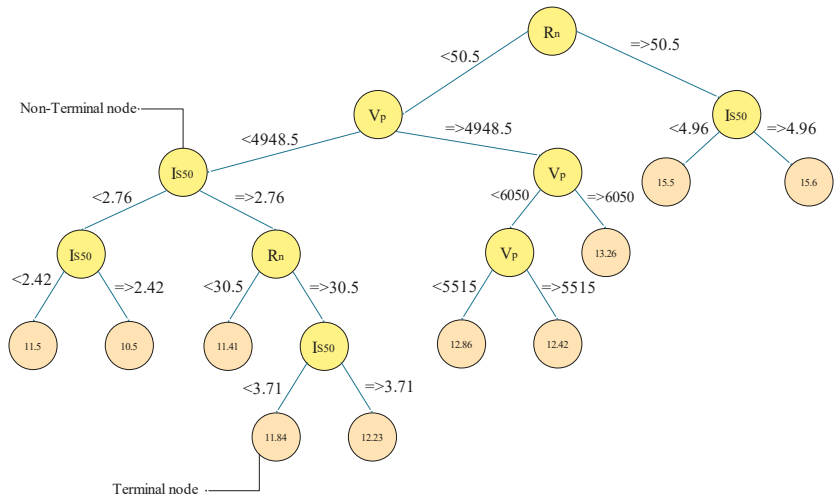 Rn
<50.5
=>50.5
Vp
IS50
Non-Terminal node
<4948.5
=>4948.5
<4.96
=>4.96
IS50
Vp
15.5
15.6
<2.76
=>2.76
<6050
=>6050
IS50
Rn
Vp
13.26
<2.42
=>2.42
<30.5
=>30.5
<5515
=>5515
11.5
10.5
11.41
IS50
12.86
12.42
<3.71
=>3.71
11.84
12.23
Terminal node